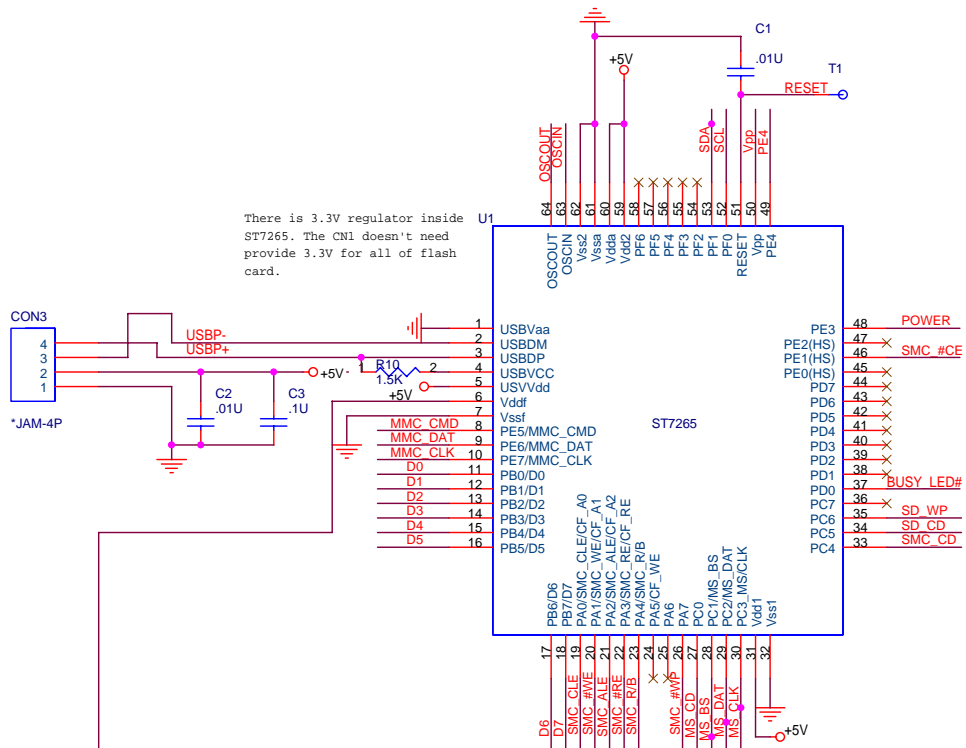 C1
.01U
+5V
T1
RESET
OSCOUT
OSCIN
SDA
SCL
Vpp
PE4
64
63
62
61
60
59
58
57
56
55
54
53
52
51
50
49
There is 3.3V regulator inside
ST7265. The CN1 doesn't need
provide 3.3V for all of flash
card.
U1
OSCOUT
OSCIN
Vss2
Vssa
Vdda
Vdd2
PF6
PF5
PF4
PF3
PF2
PF1
PF0
RESET
Vpp
PE4
CON3
4
3
2
1
*JAM-4P
USBP-
USBP+
C2
.01U
C3
.1U
+5V
1
R10
1.5K
2
+5V
1 USBVaa
2 USBDM
3 USBDP
4 USBVCC
5 USVVdd
6 Vddf
7 Vssf
MMC_CMD 8 PE5/MMC_CMD
MMC_DAT 9 PE6/MMC_DAT
MMC_CLK 10 PE7/MMC_CLK
D0 11 PB0/D0
D1 12 PB1/D1
D2 13 PB2/D2
D3 14 PB3/D3
D4 15 PB4/D4
D5 16 PB5/D5
ST7265
PE3 48 POWER
PE2(HS) 47
PE1(HS) 46 SMC_#CE
PE0(HS) 45
PD7 44
PD6 43
PD5 42
PD4 41
PD3 40
PD2 39
PD1 38
PD0 37 BUSY_LED#
PC7 36
PC6 35 SD_WP
PC5 34 SD_CD
PC4 33 SMC_CD
PB6/D6
PB7/D7
PA0/SMC_CLE/CF_A0
PA1/SMC_WE/CF_A1
PA2/SMC_ALE/CF_A2
PA3/SMC_RE/CF_RE
PA4/SMC_R/B
PA5/CF_WE
PA6
PA7
PC0
PC1/MS_BS
PC2/MS_DAT
PC3_MS/CLK
Vdd1
Vss1
17
18
19
20
21
22
23
24
25
26
27
28
29
30
31
32
D6
D7
SMC_CLE
SMC_#WE
SMC_ALE
SMC_#RE
SMC_R/B
SMC_#WP
MS_CD
MS_BS
MS_DAT
MS_CLK
+5V